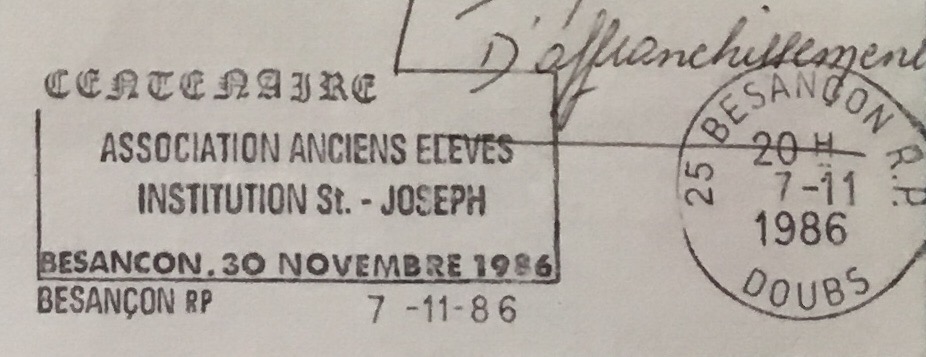 D'affranchissement
CENTENAIRE
ASSOCIATION ANCIENS ELEVES
INSTITUTION St. - JOSEPH
BESANCON. 30 NOVEMBRE 1986
BESANÇON RP 7 -11-86
25 BESANÇON R.P.
20 H
7-11
1986
DOUBS